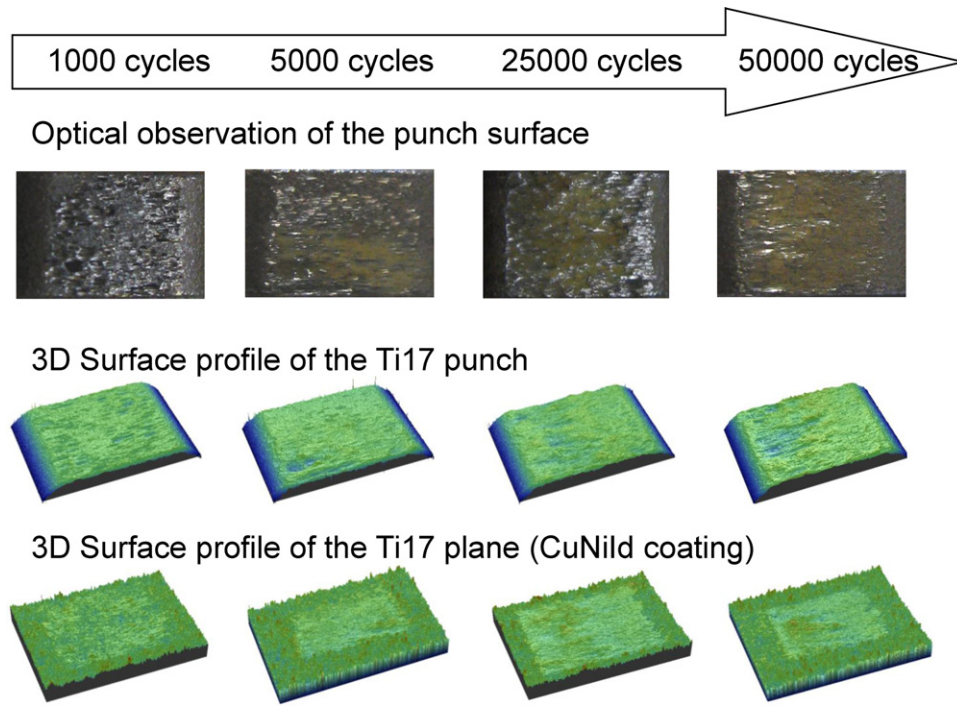 1000 cycles 5000 cycles 25000 cycles 50000 cycles
Optical observation of the punch surface
3D Surface profile of the Ti17 punch
3D Surface profile of the Ti17 plane (CuNiId coating)